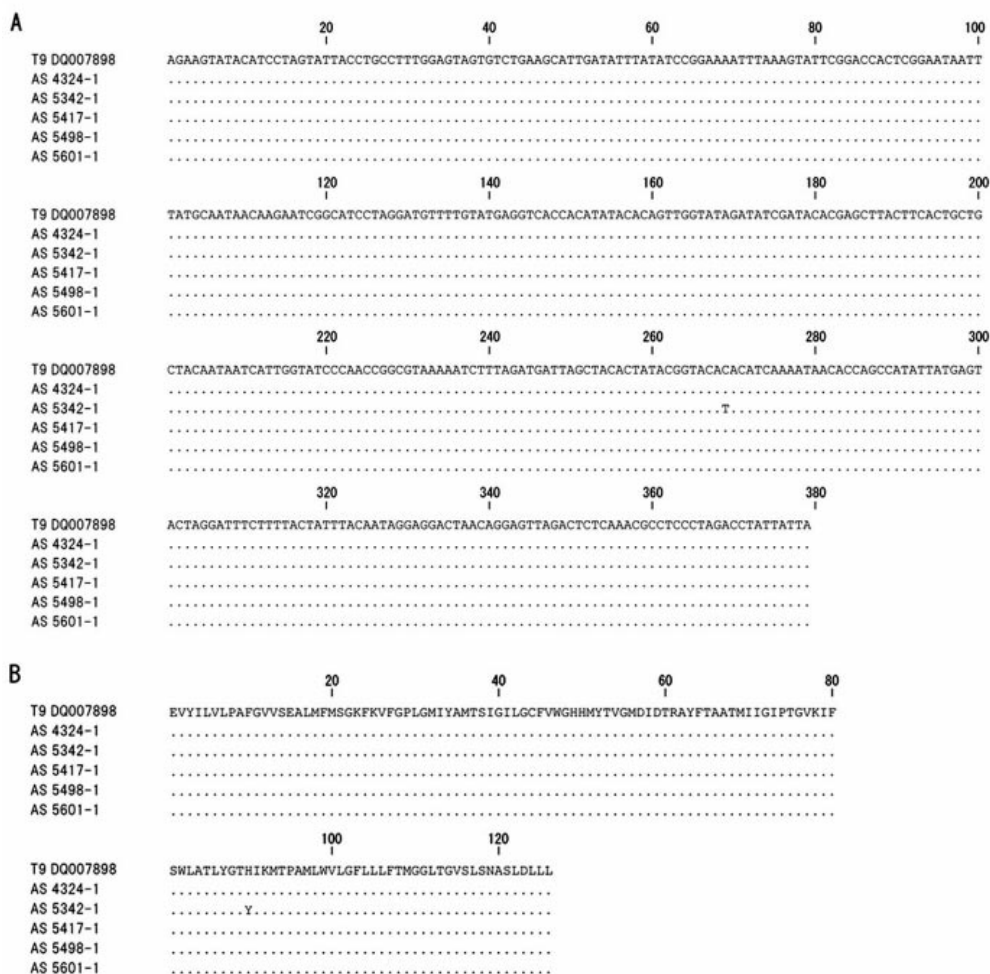 A
20 40 60 80 100
T9 DQ007898 AGAAGTATACATCCTAGTATTACCTGCCTTTGGAGTAGTGTCTGAAGCATTGATATTTATATCCGGAAAATTTAAAGTATTCGGACCACTCGGAATAATT
AS 4324-1
AS 5342-1
AS 5417-1
AS 5498-1
AS 5601-1
120 140 160 180 200
T9 DQ007898 TATGCAATAACAAGAATCGGCATCCTAGGATGTTTTGTATGAGGTCACCACATATACACAGTTGGTATAGATATCGATACACGAGCTTACTTCACTGCTG
AS 4324-1
AS 5342-1
AS 5417-1
AS 5498-1
AS 5601-1
220 240 260 280 300
T9 DQ007898 CTACAATAATCATTGGTATCCCAACCGGCGTAAAAATCTTTAGATGATTAGCTACACTATACGGTACACACATCAAAATAACACCAGCCATATTATGAGT
AS 4324-1
AS 5342-1 T
AS 5417-1
AS 5498-1
AS 5601-1
320 340 360 380
T9 DQ007898 ACTAGGATTTCTTTTACTATTTACAATAGGAGGACTAACAGGAGTTAGACTCTCAAACGCCTCCCTAGACCTATTATTA
AS 4324-1
AS 5342-1
AS 5417-1
AS 5498-1
AS 5601-1
B
20 40 60 80
T9 DQ007898 EVYILVLPAFGVVSEALMFMSGKFKVFGPLGMIYAMTSIGILGCFVWGHHMYTVGMDIDTRAYFTAATMIIGIPTGVKIF
AS 4324-1
AS 5342-1
AS 5417-1
AS 5498-1
AS 5601-1
100 120
T9 DQ007898 SWLATLYGTHIKMTPAMLWVLGFLLLFTMGGLTGVSLSNASLDLLL
AS 4324-1
AS 5342-1 Y
AS 5417-1
AS 5498-1
AS 5601-1